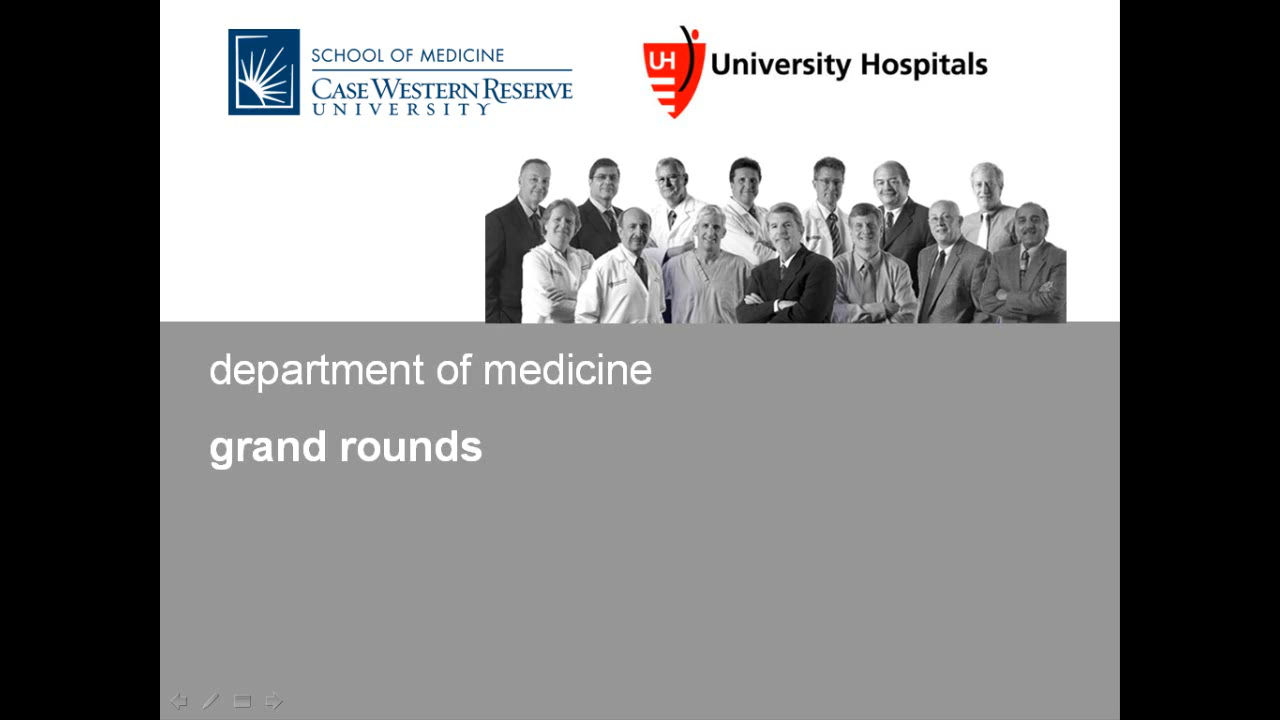 SCHOOL OF MEDICINE
CASE WESTERN RESERVE
UNIVERSITY
UH University Hospitals
department of medicine
grand rounds